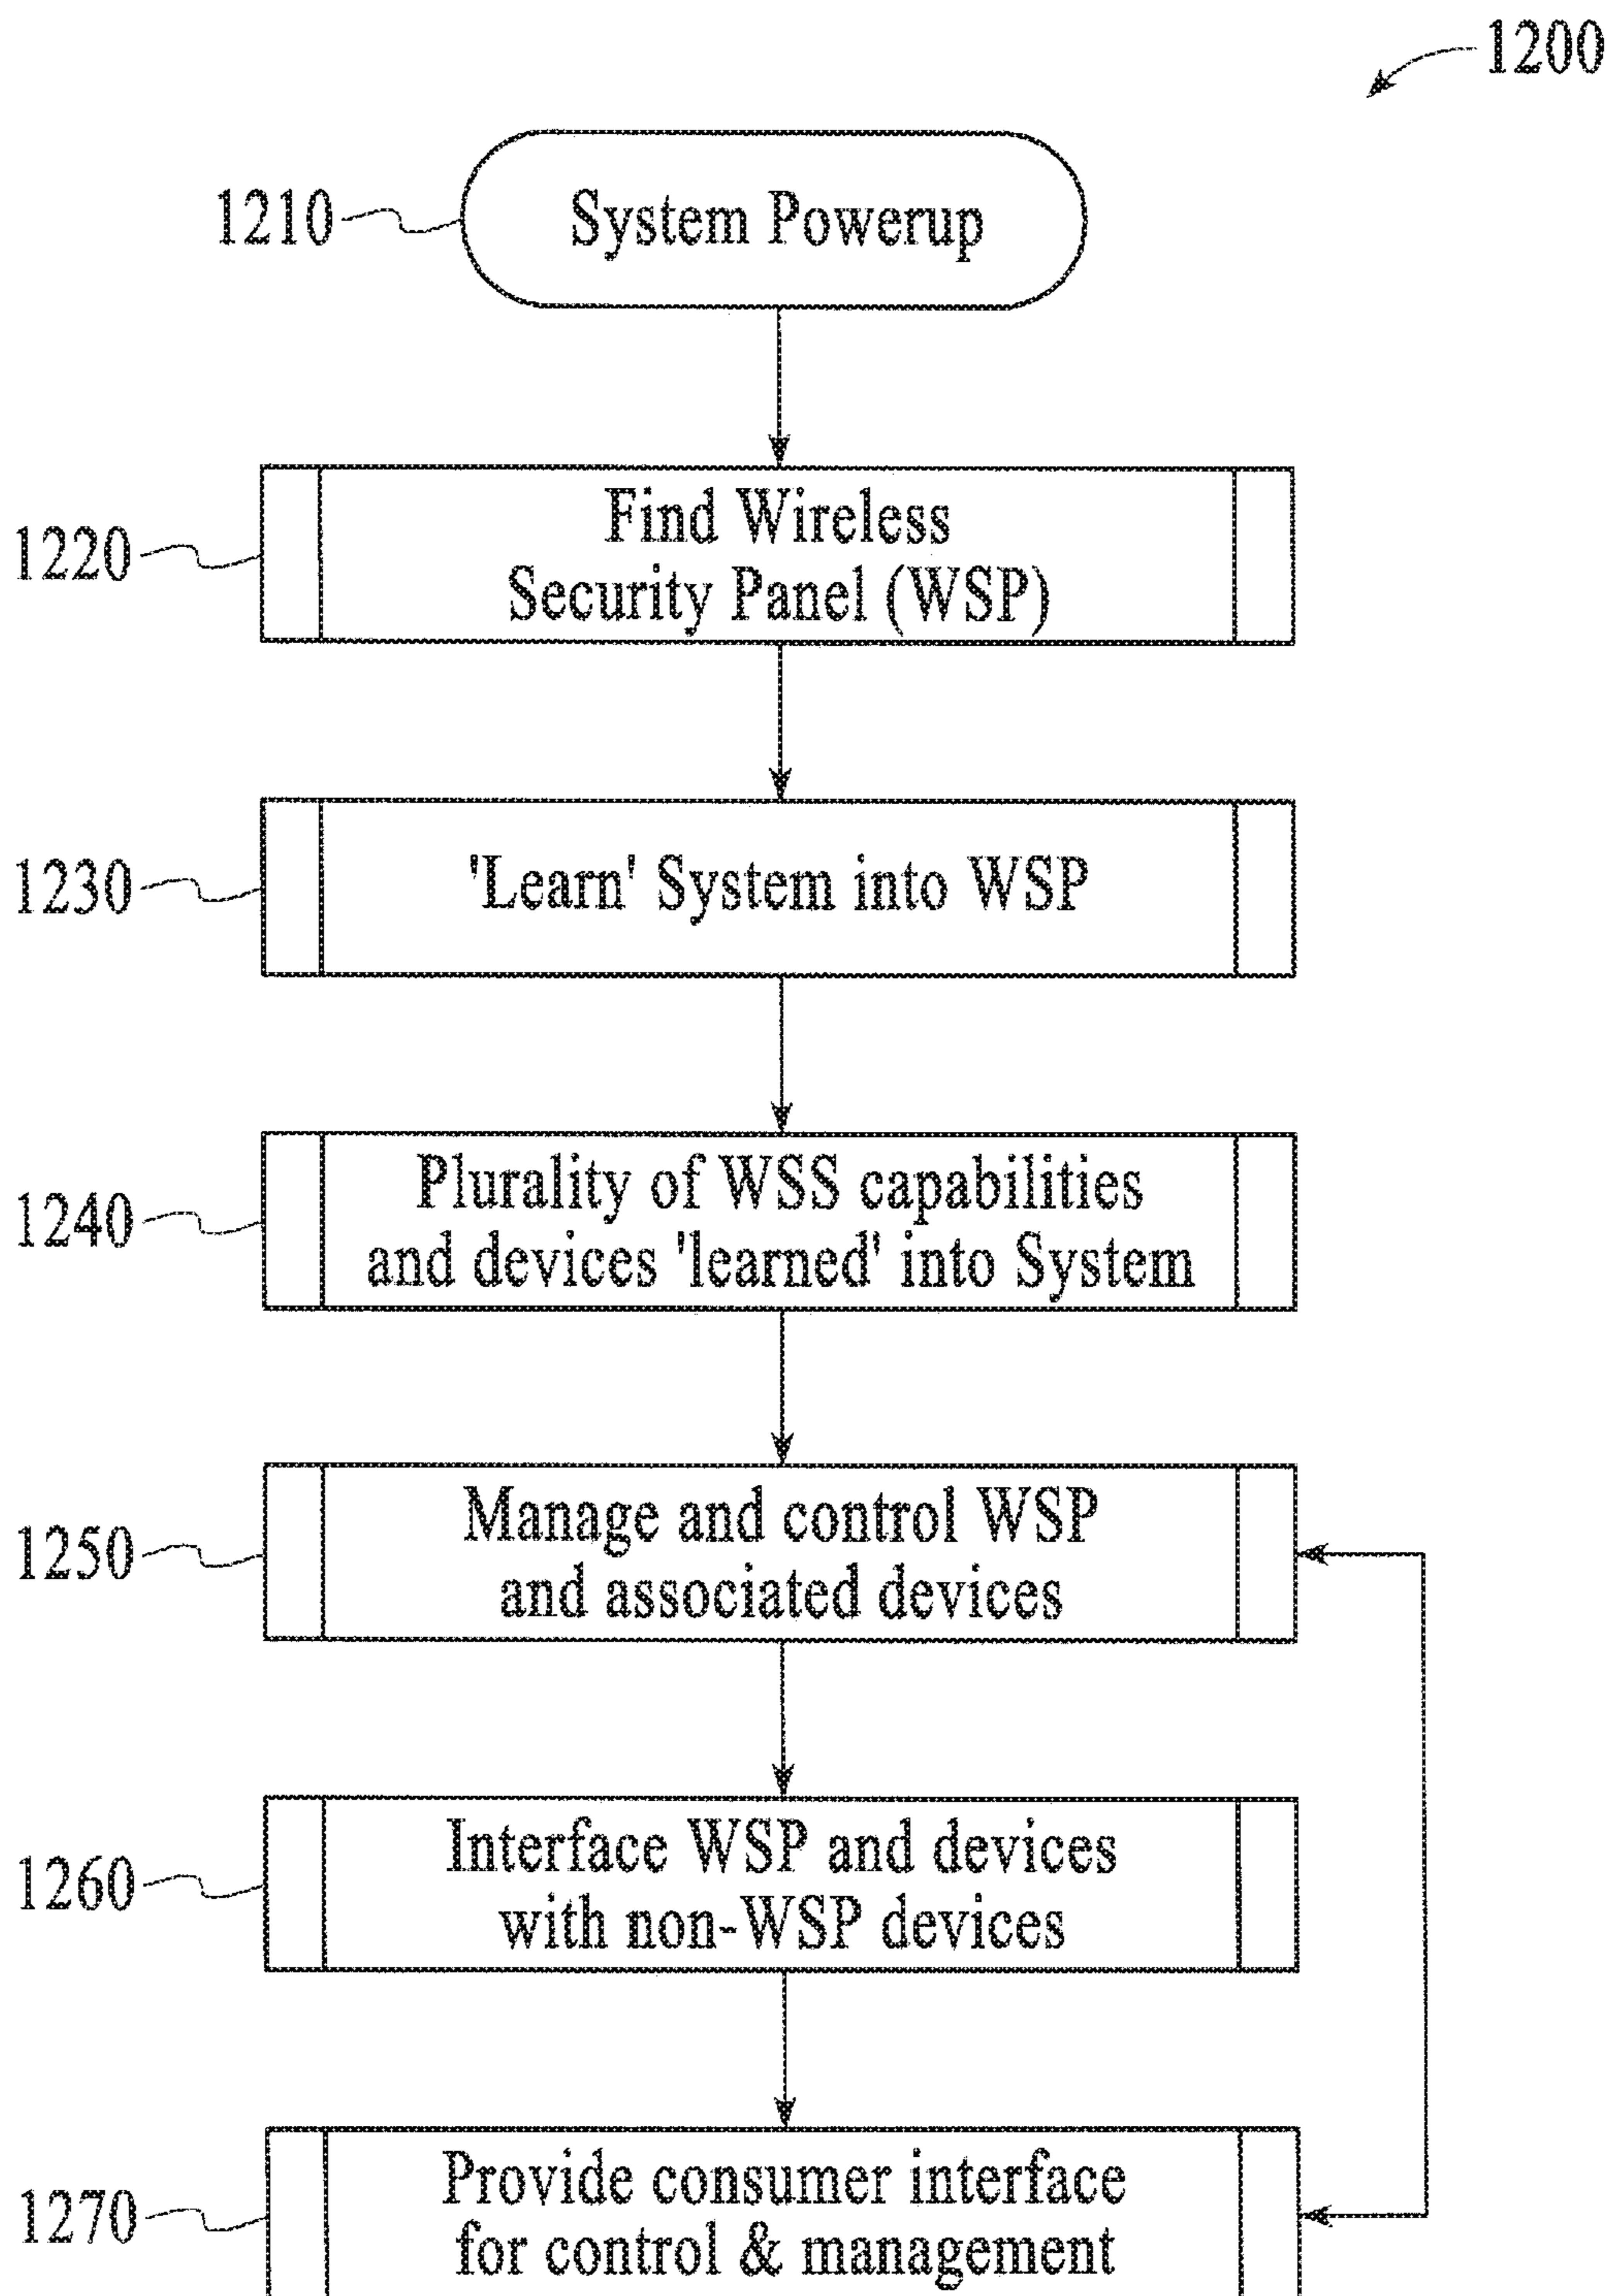 1200
1210
System Powerup
1220
Find Wireless
Security Panel (WSP)
1230
'Learn' System into WSP
1240
Plurality of WSS capabilities
and devices 'learned' into System
1250
Manage and control WSP
and associated devices
1260
Interface WSP and devices
with non-WSP devices
1270
Provide consumer interface
for control & management